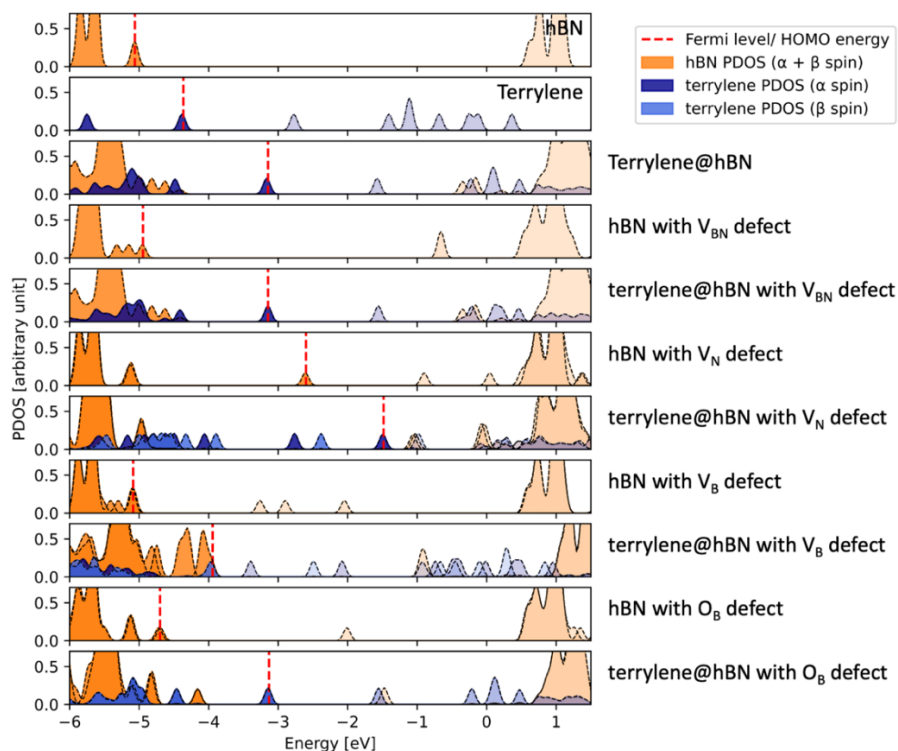 hBN
0.5
0.0
Terrylene
0.5
0.0
Terrylene@hBN
0.5
0.0
hBN with V_BN defect
0.5
0.0
terrylene@hBN with V_BN defect
0.5
0.0
hBN with V_N defect
0.5
0.0
terrylene@hBN with V_N defect
0.5
0.0
hBN with V_B defect
0.5
0.0
terrylene@hBN with V_B defect
0.5
0.0
hBN with O_B defect
0.5
0.0
terrylene@hBN with O_B defect
0.5
0.0
−6 −5 −4 −3 −2 −1 0 1
Energy [eV]
PDOS [arbitrary unit]
Fermi level/ HOMO energy
hBN PDOS (α + β spin)
terrylene PDOS (α spin)
terrylene PDOS (β spin)